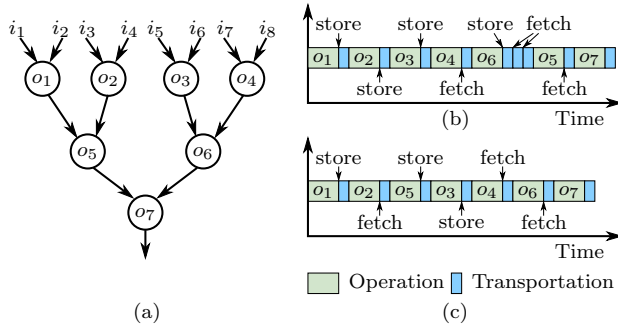 i1 i2 i3 i4 i5 i6 i7 i8
o1 o2 o3 o4
o5 o6
o7
(a)
store store store fetch
o1 o2 o3 o4 o6 o5 o7
store fetch fetch
(b) Time
store store fetch
o1 o2 o5 o3 o4 o6 o7
fetch store fetch
Time
Operation Transportation
(c)